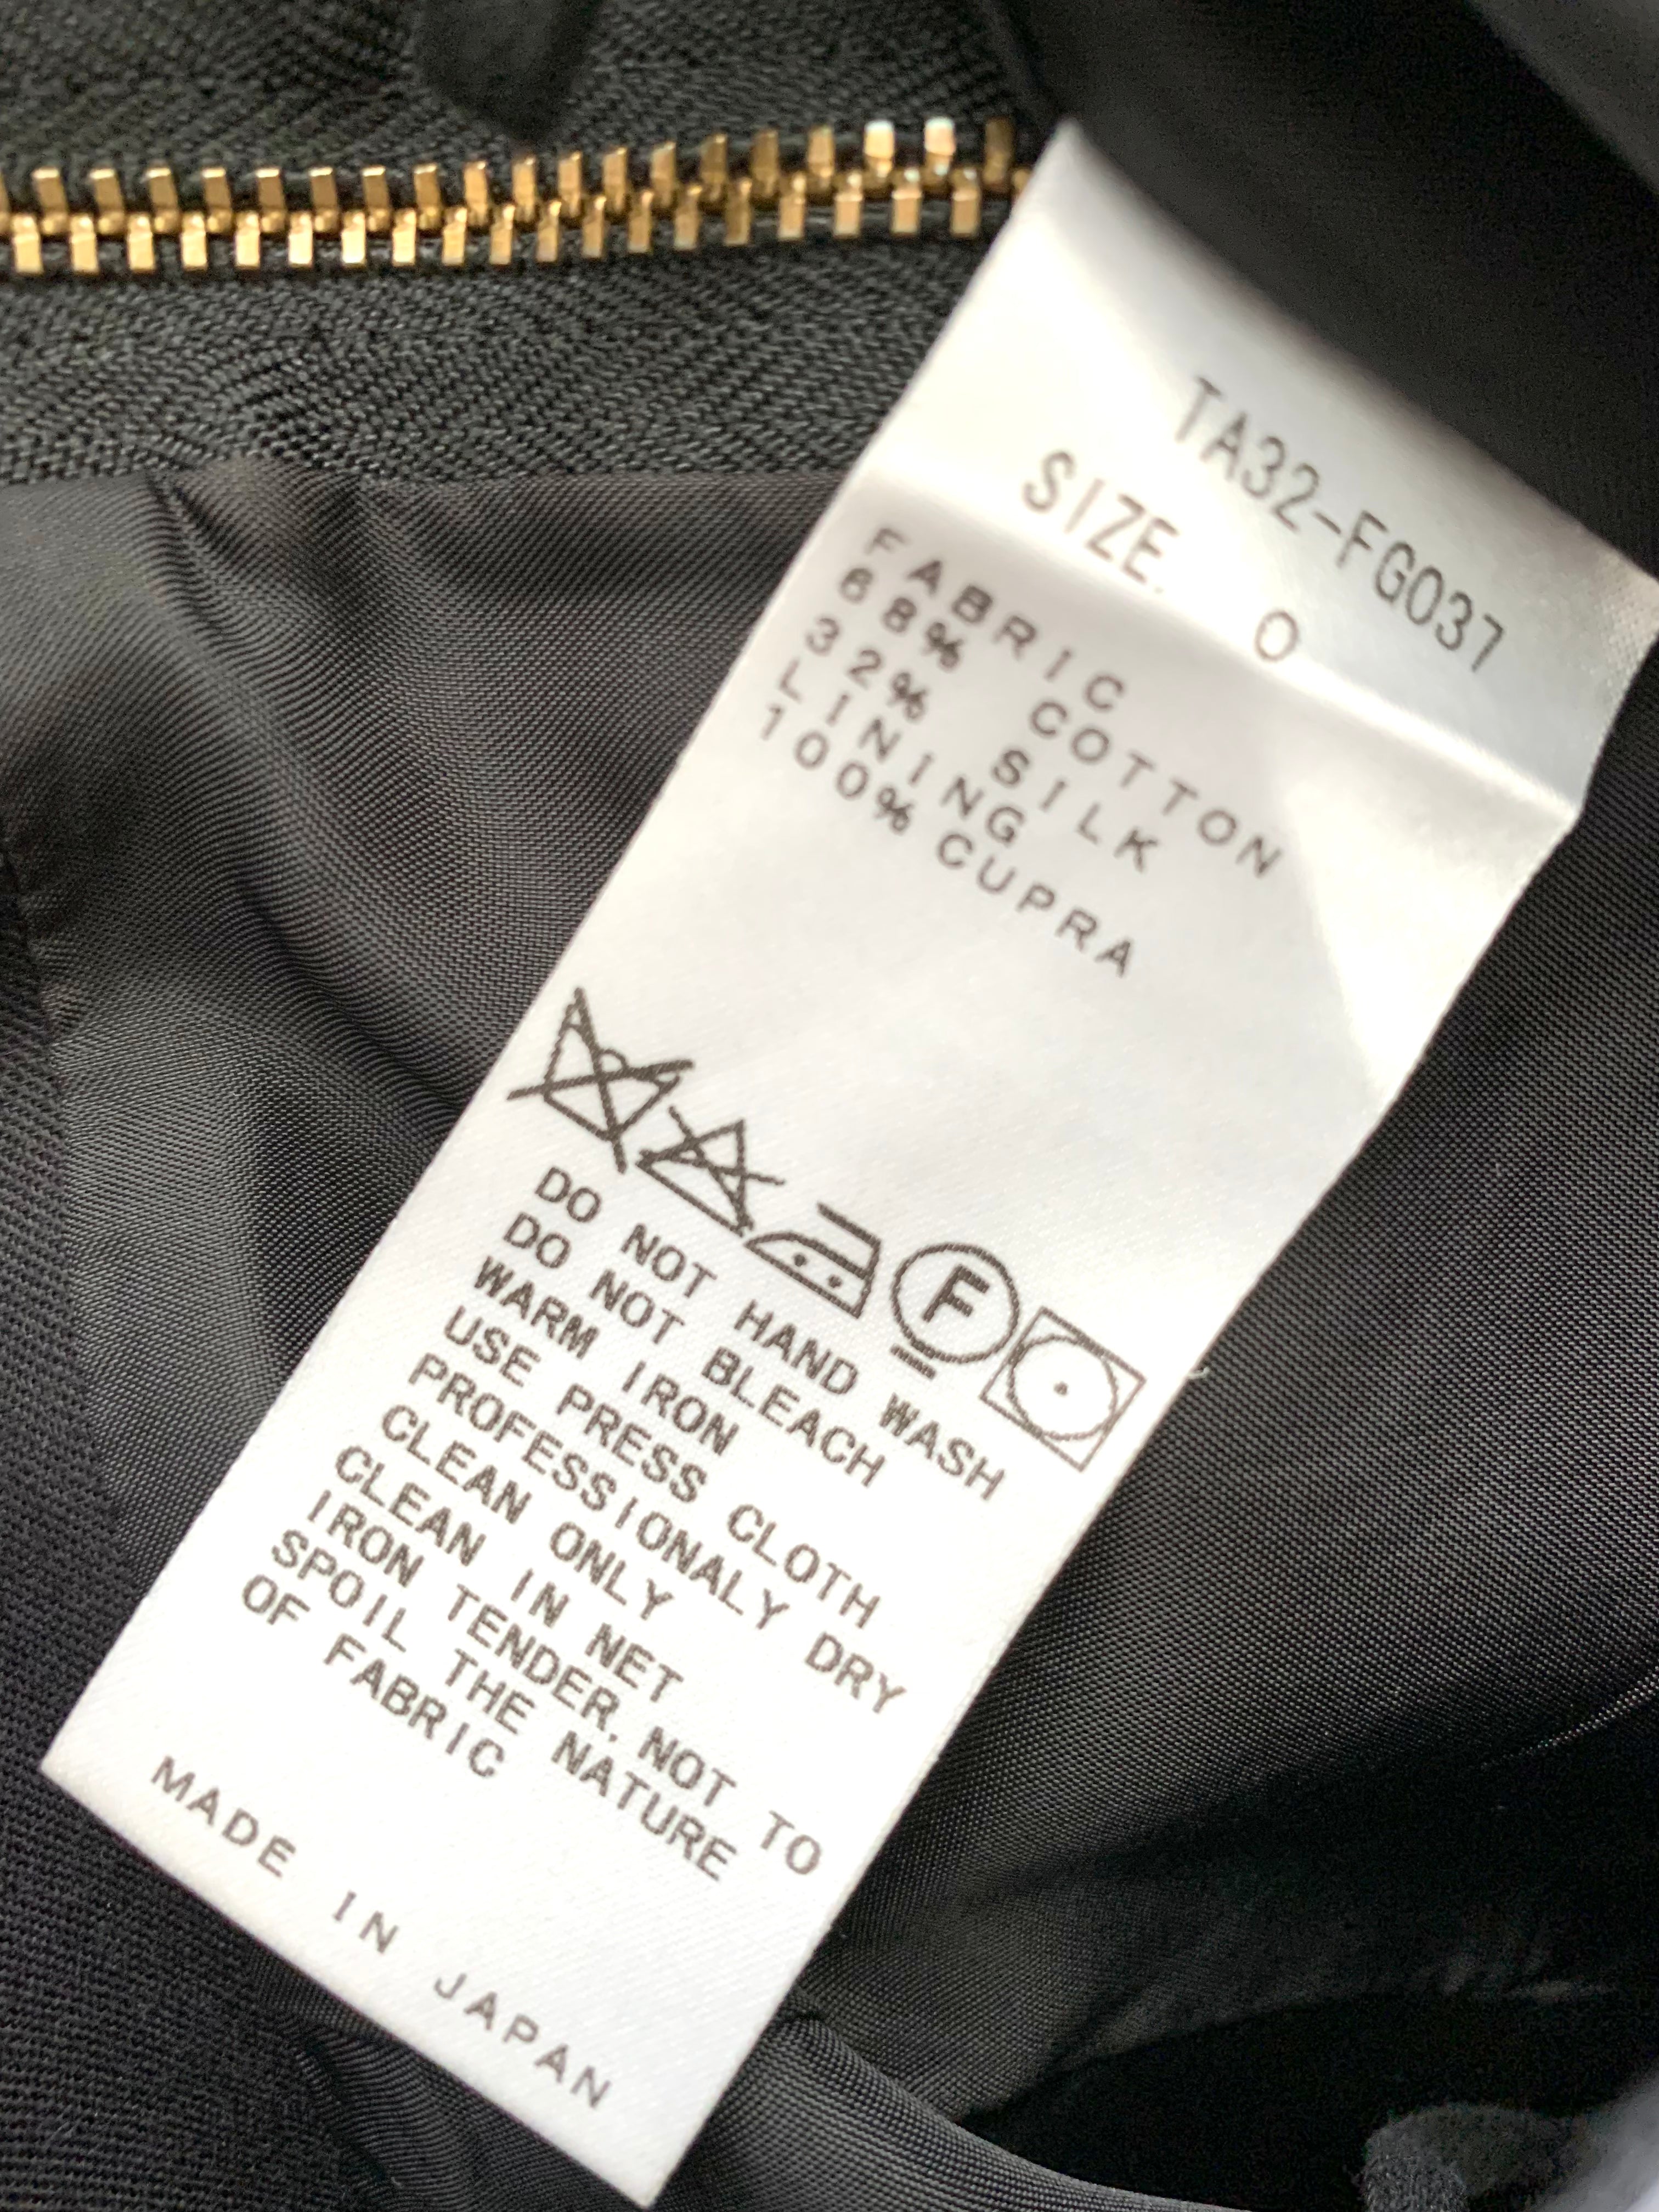 TA32-FG037
SIZE. 0
FABRIC
68% COTTON
32% SILK
LINING
100% CUPRA
F
DO NOT HAND WASH
DO NOT BLEACH
WARM IRON
USE PRESS CLOTH
PROFESSIONALY DRY
CLEAN ONLY
CLEAN IN NET
IRON TENDER, NOT TO
SPOIL THE NATURE
OF FABRIC
MADE IN JAPAN